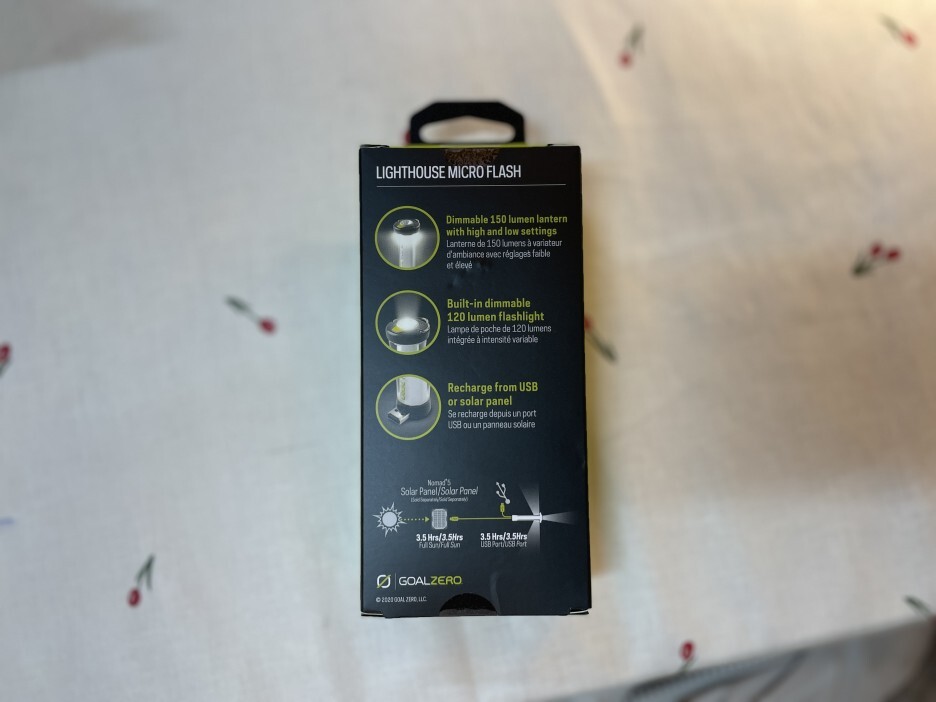 LIGHTHOUSE MICRO FLASH
Dimmable 150 lumen lantern
with high and low settings
Lanterne de 150 lumens à variateur
d'ambiance avec réglages faible
et élevé
Built-in dimmable
120 lumen flashlight
Lampe de poche de 120 lumens
intégrée à intensité variable
Recharge from USB
or solar panel
Se recharge depuis un port
USB ou un panneau solaire
Nomad®5
Solar Panel/Solar Panel
(Sold Separately/Sold Separately)
3.5 Hrs/3.5Hrs
Full Sun/Full Sun
3.5 Hrs/3.5Hrs
USB Port/USB Port
GOALZERO
© 2020 GOAL ZERO, LLC.